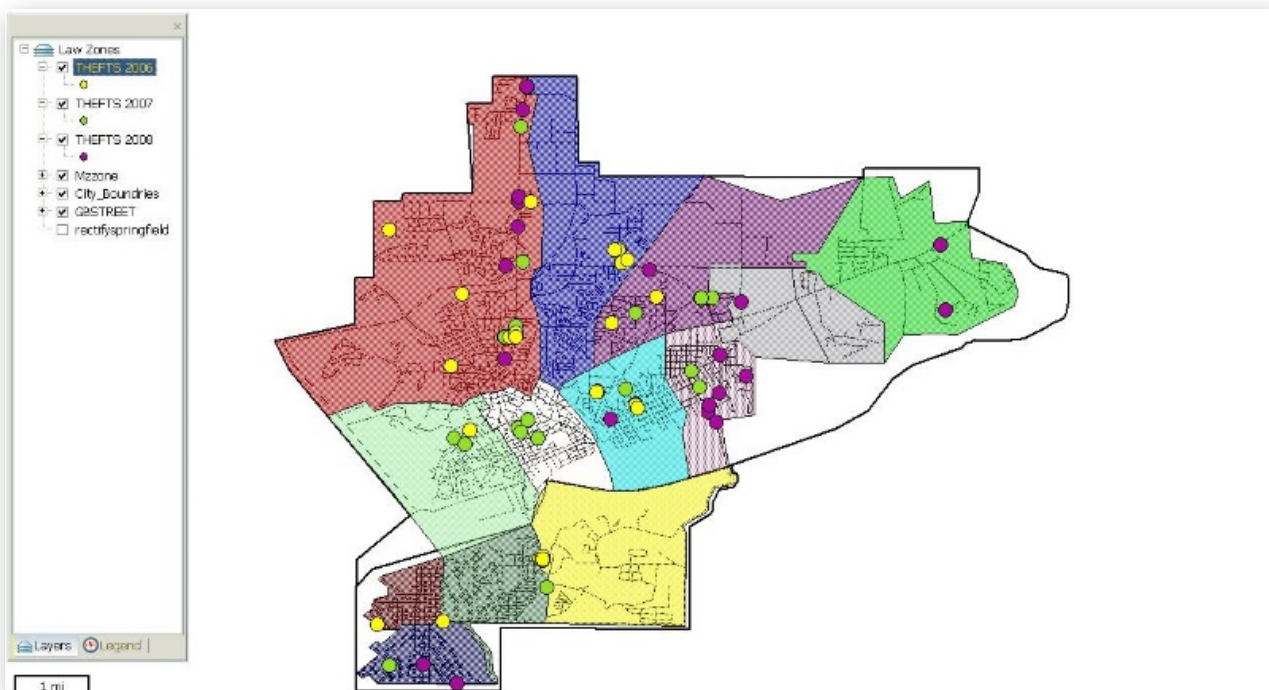 Law Zones
THEFTS 2006
THEFTS 2007
THEFTS 2008
Mzzone
City_Boundries
GBSTREET
rectifyspringfield
Layers
Legend
1 mi